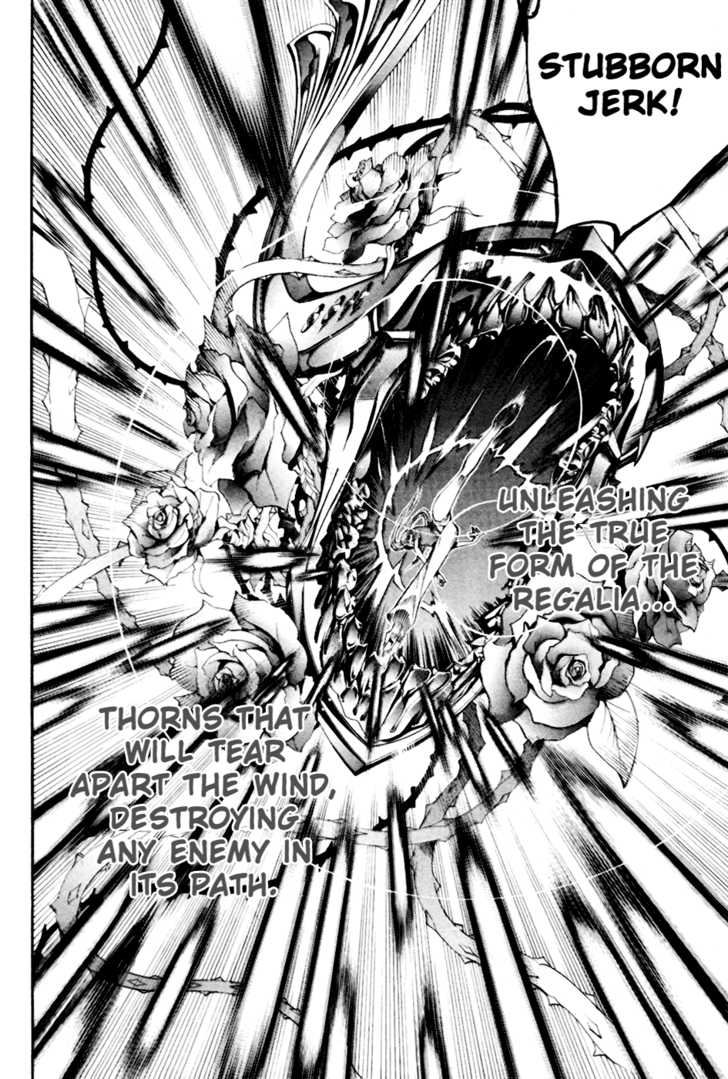 STUBBORN
JERK!
UNLEASHING
THE TRUE
FORM OF THE
REGALIA...
THORNS THAT
WILL TEAR
APART THE WIND,
DESTROYING
ANY ENEMY IN
ITS PATH.